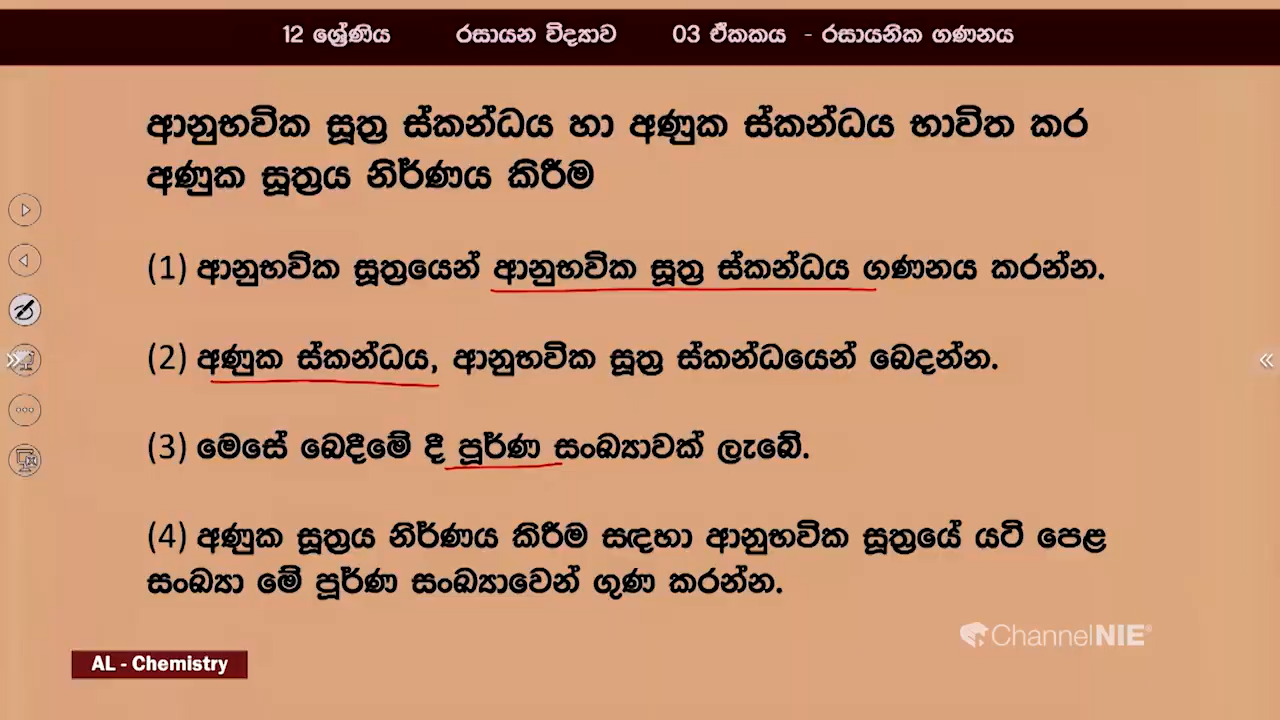 12 ශ්‍රේණිය රසායන විද්‍යාව 03 ඒකකය - රසායනික ගණනය
ආනුභවික සූත්‍ර ස්කන්ධය හා අණුක ස්කන්ධය භාවිත කර
අණුක සූත්‍රය නිර්ණය කිරීම
(1) ආනුභවික සූත්‍රයෙන් ආනුභවික සූත්‍ර ස්කන්ධය ගණනය කරන්න.
(2) අණුක ස්කන්ධය, ආනුභවික සූත්‍ර ස්කන්ධයෙන් බෙදන්න.
(3) මෙසේ බෙදීමේ දී පූර්ණ සංඛ්‍යාවක් ලැබේ.
(4) අණුක සූත්‍රය නිර්ණය කිරීම සඳහා ආනුභවික සූත්‍රයේ යටි පෙළ
සංඛ්‍යා මේ පූර්ණ සංඛ්‍යාවෙන් ගුණ කරන්න.
ChannelNIE
AL - Chemistry